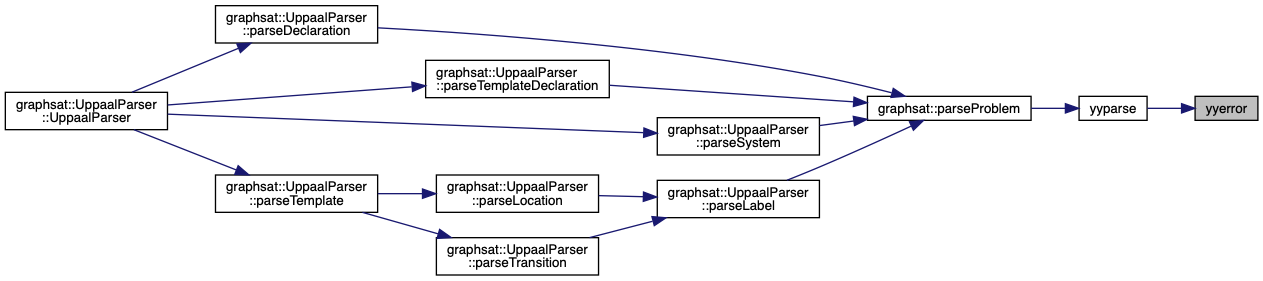 graphsat::UppaalParser
::parseDeclaration
graphsat::UppaalParser
::parseTemplateDeclaration
graphsat::UppaalParser
::UppaalParser
graphsat::parseProblem
yyparse
yyerror
graphsat::UppaalParser
::parseSystem
graphsat::UppaalParser
::parseTemplate
graphsat::UppaalParser
::parseLocation
graphsat::UppaalParser
::parseLabel
graphsat::UppaalParser
::parseTransition